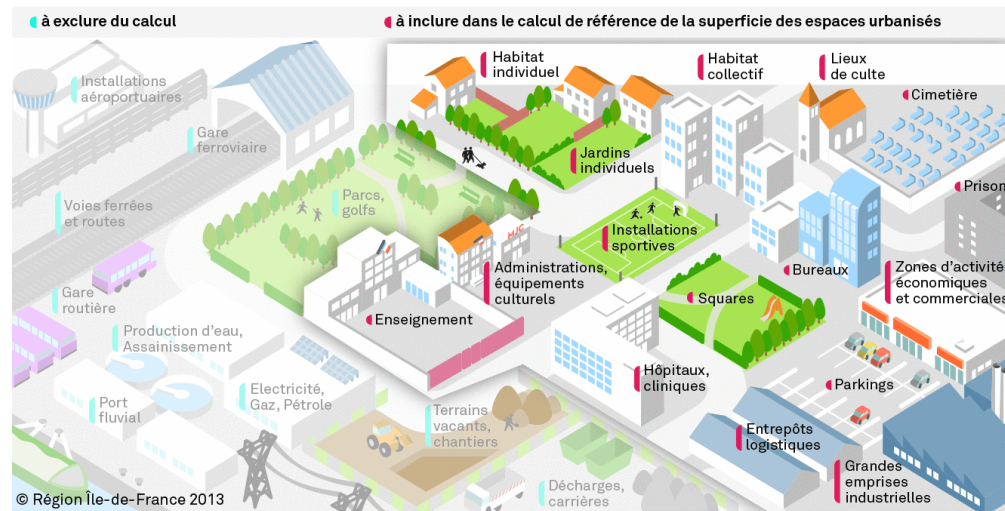 à exclure du calcul
à inclure dans le calcul de référence de la superficie des espaces urbanisés
Installations
aéroportuaires
Gare
ferroviaire
Voies ferrées
et routes
Parcs,
golfs
Gare
routière
Production d'eau,
Assainissement
Port
fluvial
Electricité,
Gaz, Pétrole
Terrains
vacants,
chantiers
Décharges,
carrières
Habitat
individuel
Habitat
collectif
Lieux
de culte
Cimetière
Jardins
individuels
Prison
Installations
sportives
MJC
Administrations,
équipements
culturels
Enseignement
Bureaux
Squares
Zones d'activité
économiques
et commerciales
Hôpitaux,
cliniques
Parkings
Entrepôts
logistiques
Grandes
emprises
industrielles
© Région Île-de-France 2013